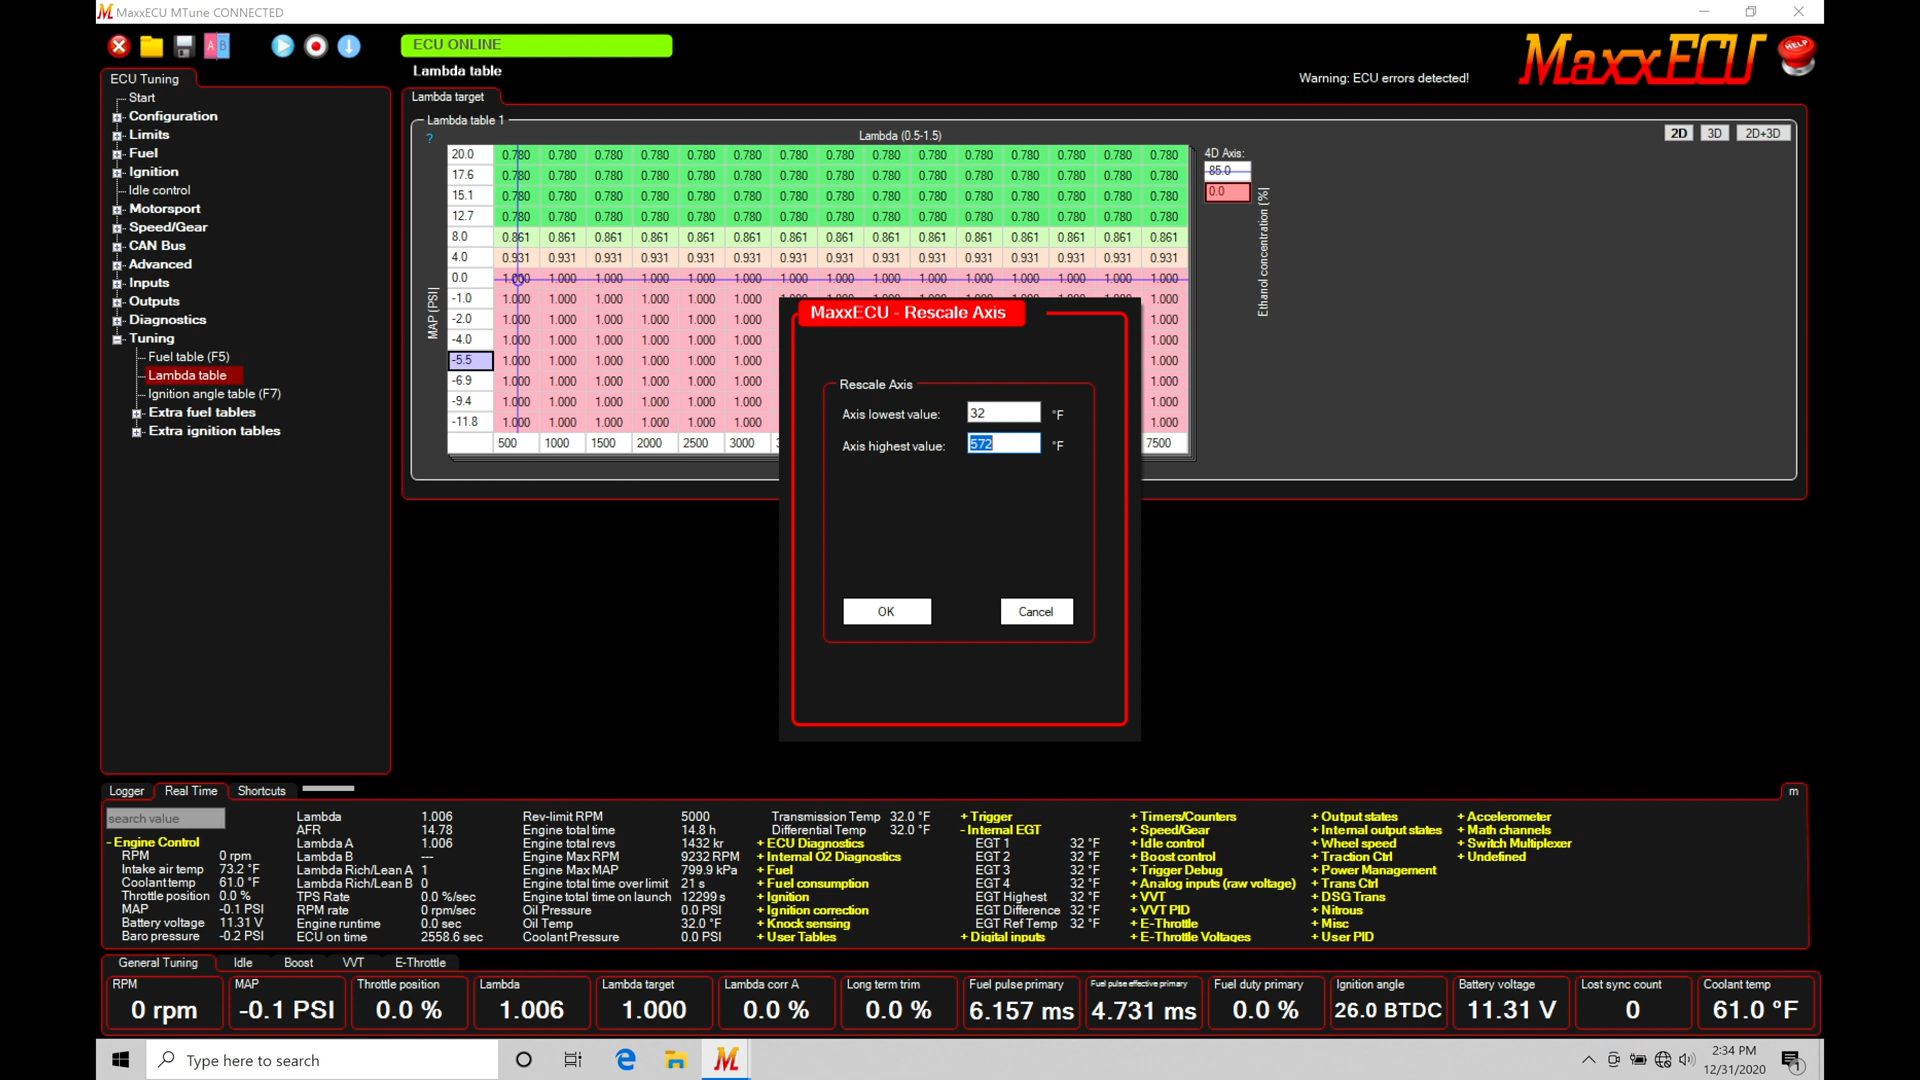 MaxxECU MTune CONNECTED
ECU ONLINE
Lambda table
Warning: ECU errors detected!
MaxxECU
HELP
ECU Tuning
Start
Configuration
Limits
Fuel
Ignition
Idle control
Motorsport
Speed/Gear
CAN Bus
Advanced
Inputs
Outputs
Diagnostics
Tuning
Fuel table (F5)
Lambda table
Ignition angle table (F7)
Extra fuel tables
Extra ignition tables
Lambda target
Lambda table 1
?
Lambda (0.5-1.5)
2D 3D 2D+3D
MAP [PSI]
20.0 0.780 0.780 0.780 0.780 0.780 0.780 0.780 0.780 0.780 0.780 0.780 0.780 0.780 0.780 0.780
17.6 0.780 0.780 0.780 0.780 0.780 0.780 0.780 0.780 0.780 0.780 0.780 0.780 0.780 0.780 0.780
15.1 0.780 0.780 0.780 0.780 0.780 0.780 0.780 0.780 0.780 0.780 0.780 0.780 0.780 0.780 0.780
12.7 0.780 0.780 0.780 0.780 0.780 0.780 0.780 0.780 0.780 0.780 0.780 0.780 0.780 0.780 0.780
8.0 0.861 0.861 0.861 0.861 0.861 0.861 0.861 0.861 0.861 0.861 0.861 0.861 0.861 0.861 0.861
4.0 0.931 0.931 0.931 0.931 0.931 0.931 0.931 0.931 0.931 0.931 0.931 0.931 0.931 0.931 0.931
0.0 1.000 1.000 1.000 1.000 1.000 1.000 1.000 1.000 1.000 1.000 1.000 1.000 1.000 1.000 1.000
-1.0 1.000 1.000 1.000 1.000 1.000 1.000 1.000
-2.0 1.000 1.000 1.000 1.000 1.000 1.000 1.000
-4.0 1.000 1.000 1.000 1.000 1.000 1.000 1.000
-5.5 1.000 1.000 1.000 1.000 1.000 1.000 1.000
-6.9 1.000 1.000 1.000 1.000 1.000 1.000 1.000
-9.4 1.000 1.000 1.000 1.000 1.000 1.000 1.000
-11.8 1.000 1.000 1.000 1.000 1.000 1.000 1.000
500 1000 1500 2000 2500 3000 7500
4D Axis:
85.0
0.0
Ethanol concentration [%]
MaxxECU - Rescale Axis
Rescale Axis
Axis lowest value: 32 °F
Axis highest value: 572 °F
OK Cancel
Logger Real Time Shortcuts
m
search value
- Engine Control
RPM 0 rpm
Intake air temp 73.2 °F
Coolant temp 61.0 °F
Throttle position 0.0 %
MAP -0.1 PSI
Battery voltage 11.31 V
Baro pressure -0.2 PSI
Lambda 1.006
AFR 14.78
Lambda A 1.006
Lambda B ---
Lambda Rich/Lean A 1
Lambda Rich/Lean B 0
TPS Rate 0.0 %/sec
RPM rate 0 rpm/sec
Engine runtime 0.0 sec
ECU on time 2558.6 sec
Rev-limit RPM 5000
Engine total time 14.8 h
Engine total revs 1432 kr
Engine Max RPM 9232 RPM
Engine Max MAP 799.9 kPa
Engine total time over limit 21 s
Engine total time on launch 12299 s
Oil Pressure 0.0 PSI
Oil Temp 32.0 °F
Coolant Pressure 0.0 PSI
Transmission Temp 32.0 °F
Differential Temp 32.0 °F
+ ECU Diagnostics
+ Internal O2 Diagnostics
+ Fuel
+ Fuel consumption
+ Ignition
+ Ignition correction
+ Knock sensing
+ User Tables
+ Trigger
- Internal EGT
EGT 1 32 °F
EGT 2 32 °F
EGT 3 32 °F
EGT 4 32 °F
EGT Highest 32 °F
EGT Difference 32 °F
EGT Ref Temp 32 °F
+ Digital inputs
+ Timers/Counters
+ Speed/Gear
+ Idle control
+ Boost control
+ Trigger Debug
+ Analog inputs (raw voltage)
+ VVT
+ VVT PID
+ E-Throttle
+ E-Throttle Voltages
+ Output states
+ Internal output states
+ Wheel speed
+ Traction Ctrl
+ Power Management
+ Trans Ctrl
+ DSG Trans
+ Nitrous
+ Misc
+ User PID
+ Accelerometer
+ Math channels
+ Switch Multiplexer
+ Undefined
General Tuning Idle Boost VVT E-Throttle
RPM
0 rpm
MAP
-0.1 PSI
Throttle position
0.0 %
Lambda
1.006
Lambda target
1.000
Lambda corr A
0.0 %
Long term trim
0.0 %
Fuel pulse primary
6.157 ms
Fuel pulse effective primary
4.731 ms
Fuel duty primary
0.0 %
Ignition angle
26.0 BTDC
Battery voltage
11.31 V
Lost sync count
0
Coolant temp
61.0 °F
Type here to search
2:34 PM
12/31/2020
1